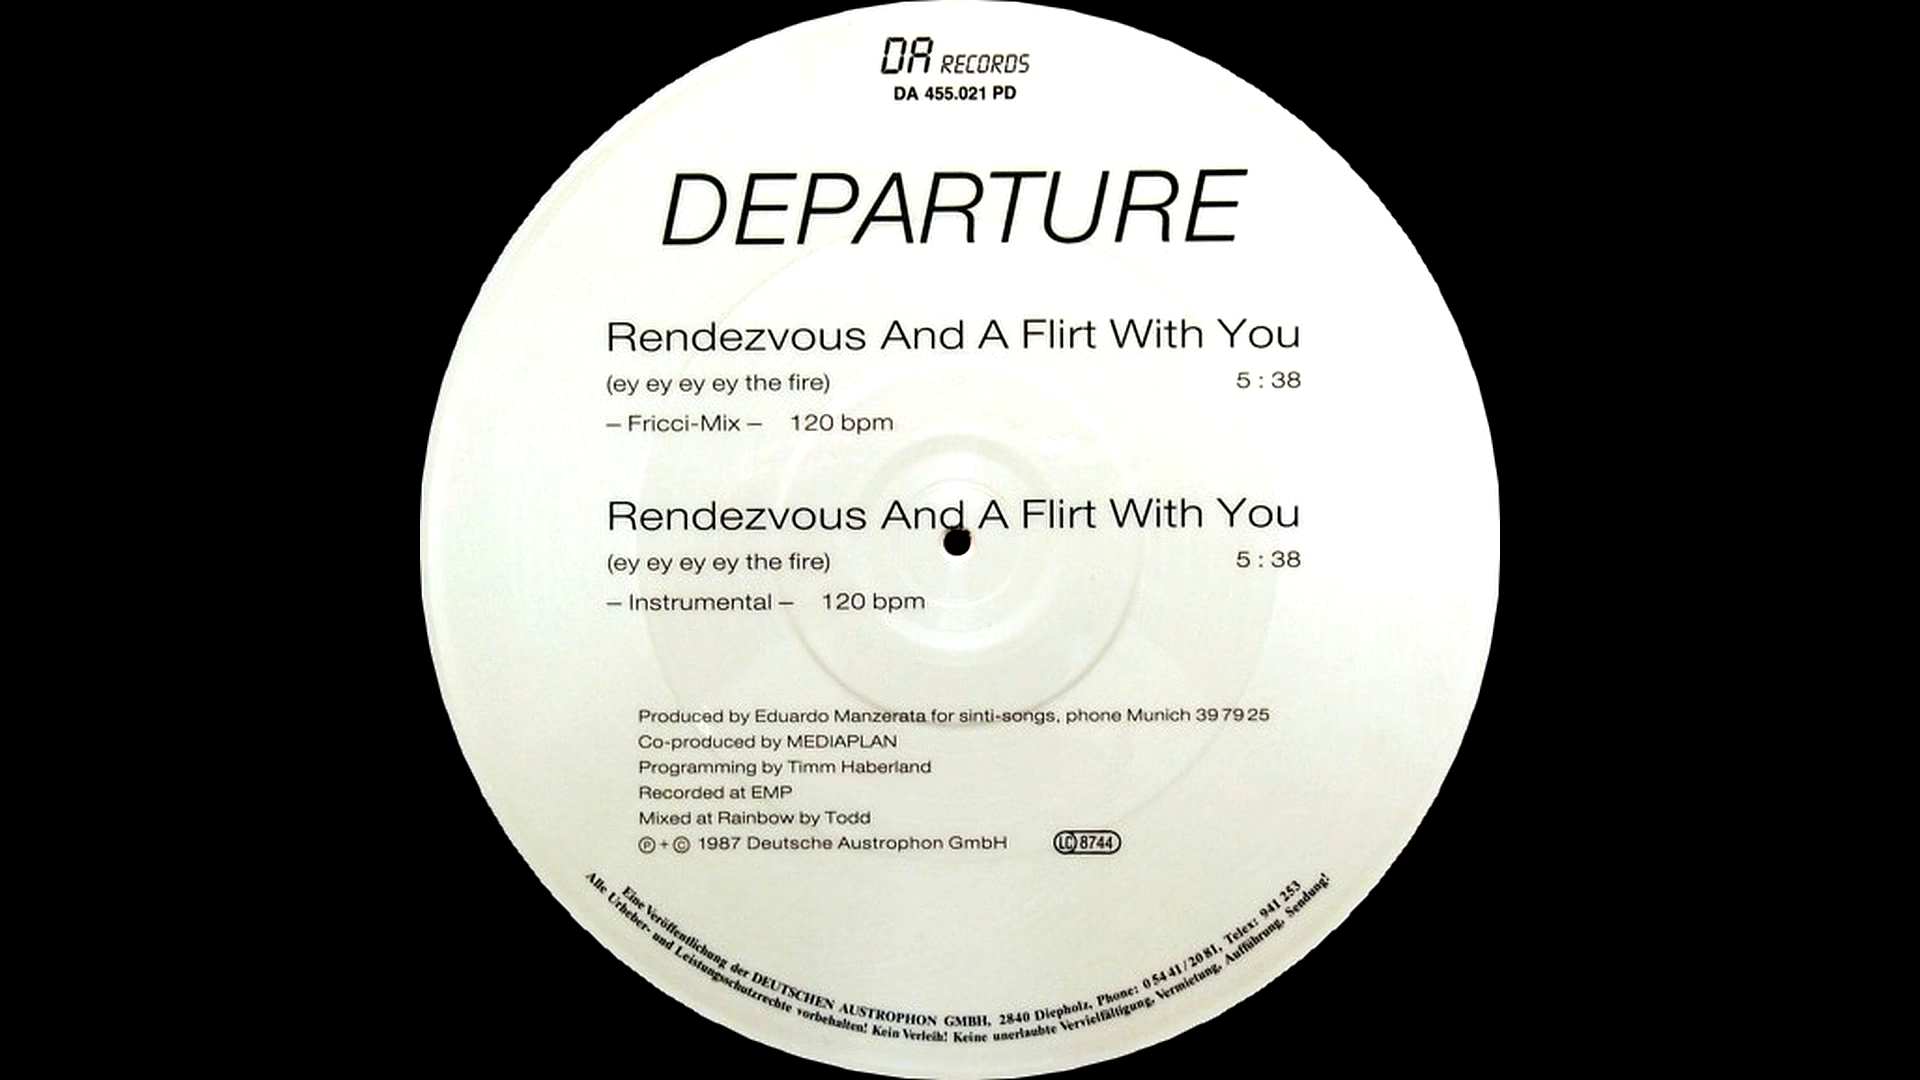 DA RECORDS
DA 455.021 PD
DEPARTURE
Rendezvous And A Flirt With You
(ey ey ey ey the fire) 5 : 38
– Fricci-Mix – 120 bpm
Rendezvous And A Flirt With You
(ey ey ey ey the fire) 5 : 38
– Instrumental – 120 bpm
Produced by Eduardo Manzerata for sinti-songs, phone Munich 39 79 25
Co-produced by MEDIAPLAN
Programming by Timm Haberland
Recorded at EMP
Mixed at Rainbow by Todd
Ⓟ + © 1987 Deutsche Austrophon GmbH LC 8744
Eine Veröffentlichung der DEUTSCHEN AUSTROPHON GMBH, 2840 Diepholz, Phone: 0 54 41 / 20 81, Telex: 941 253
Alle Urheber- und Leistungsschutzrechte vorbehalten! Kein Verleih! Keine unerlaubte Vervielfältigung, Vermietung, Aufführung, Sendung!